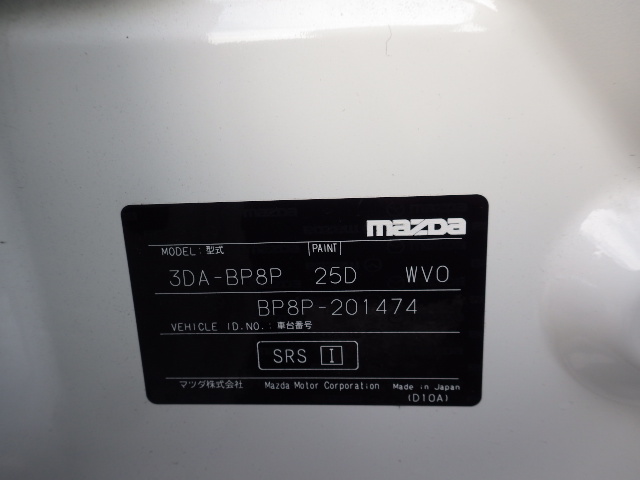 mazda
MODEL:型式 PAINT
3DA-BP8P 25D WVO
BP8P-201474
VEHICLE ID.NO.:車台番号
SRS I
マツダ株式会社 Mazda Motor Corporation Made in Japan
(D10A)